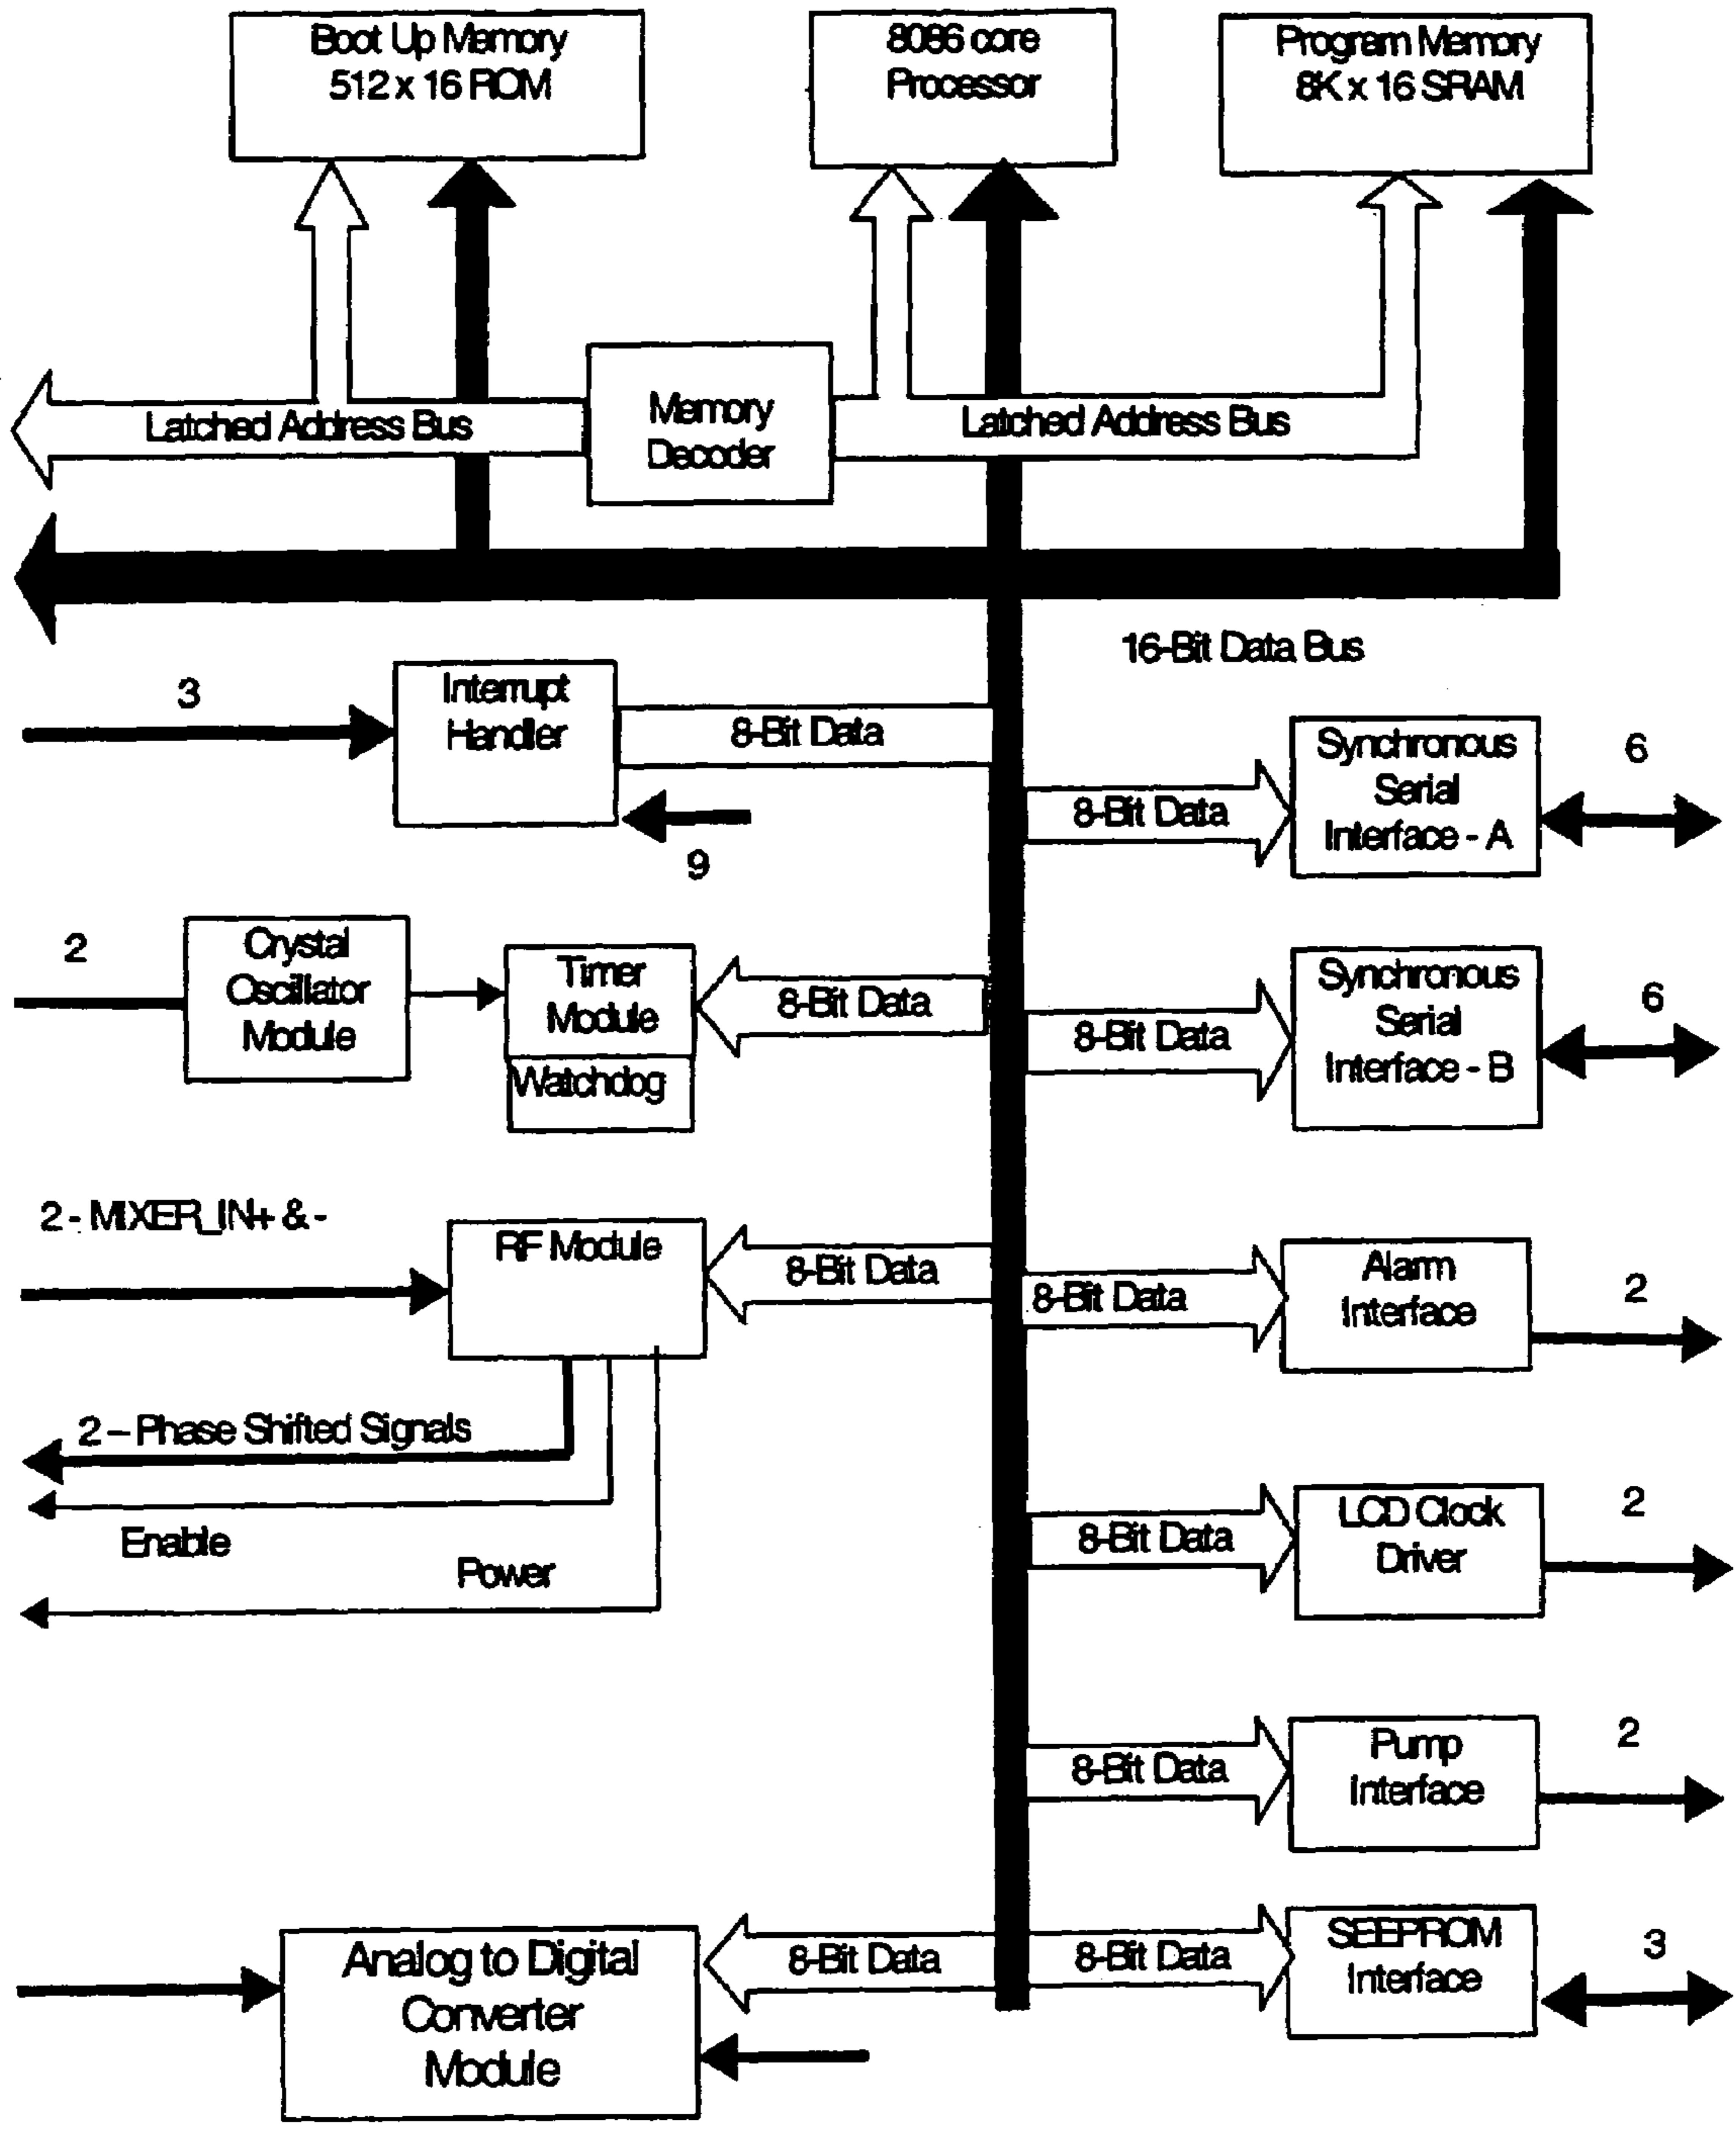 Boot Up Memory
512 x 16 ROM
8086 core
Processor
Program Memory
8K x 16 SRAM
Latched Address Bus
Memory
Decoder
Latched Address Bus
16-Bit Data Bus
3
Interrupt
Handler
8-Bit Data
9
8-Bit Data
Synchronous
Serial
Interface - A
6
2
Crystal
Oscillator
Module
Timer
Module
Watchdog
8-Bit Data
8-Bit Data
Synchronous
Serial
Interface - B
6
2 - MIXER_IN+ & -
RF Module
8-Bit Data
8-Bit Data
Alarm
Interface
2
2 – Phase Shifted Signals
Enable
Power
8-Bit Data
LCD Clock
Driver
2
8-Bit Data
Pump
Interface
2
Analog to Digital
Converter
Module
8-Bit Data
8-Bit Data
SEEPROM
Interface
3